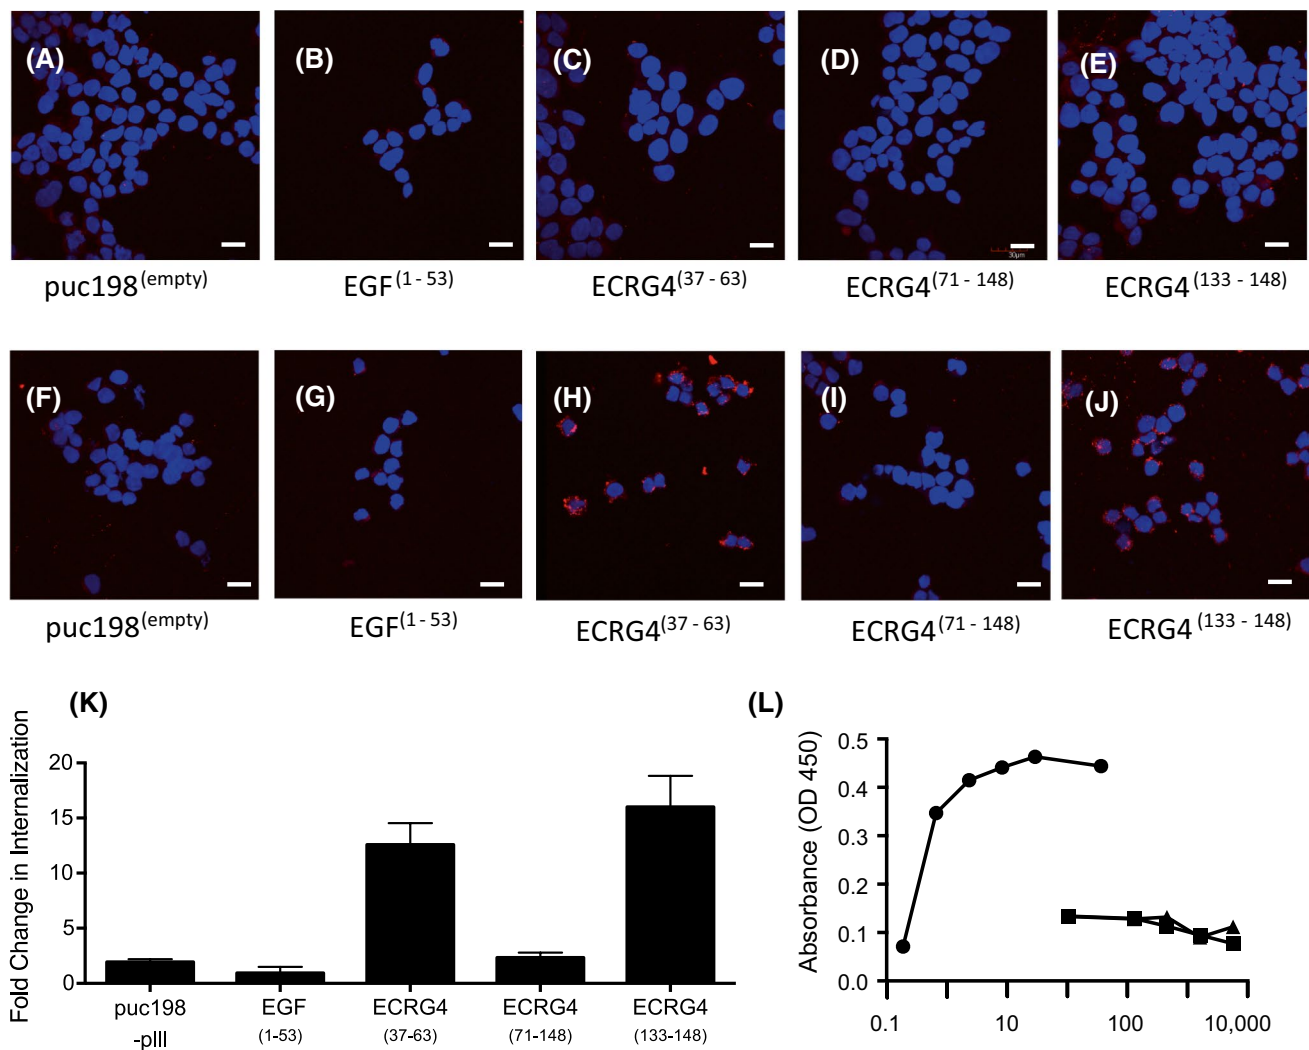 (A) (B) (C) (D) (E)
30µm
puc198(empty) EGF(1 - 53) ECRG4(37 - 63) ECRG4(71 - 148) ECRG4(133 - 148)
(F) (G) (H) (I) (J)
puc198(empty) EGF(1 - 53) ECRG4(37 - 63) ECRG4(71 - 148) ECRG4(133 - 148)
(K)
Fold Change in Internalization
20
15
10
5
0
puc198 EGF ECRG4 ECRG4 ECRG4
-pIII (1-53) (37-63) (71-148) (133-148)
(L)
Absorbance (OD 450)
0.5
0.4
0.3
0.2
0.1
0.0
0.1 10 100 10,000